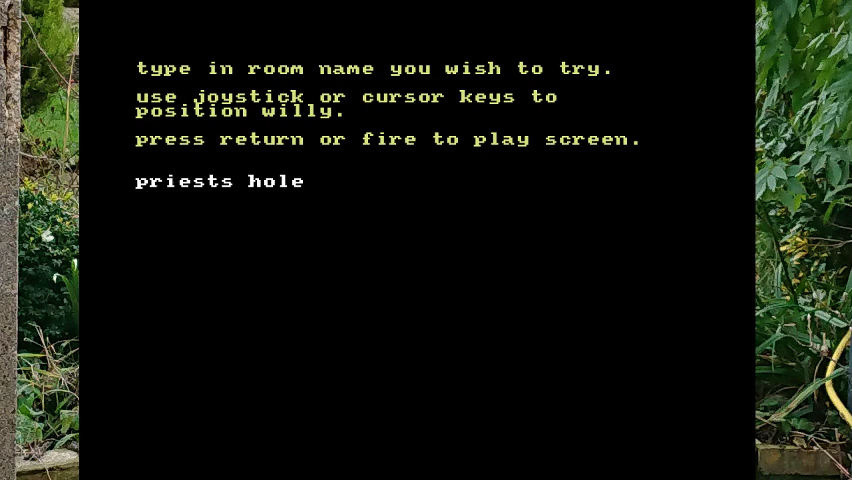 type in room name you wish to try.
use joystick or cursor keys to
position willy.
press return or fire to play screen.
priests hole